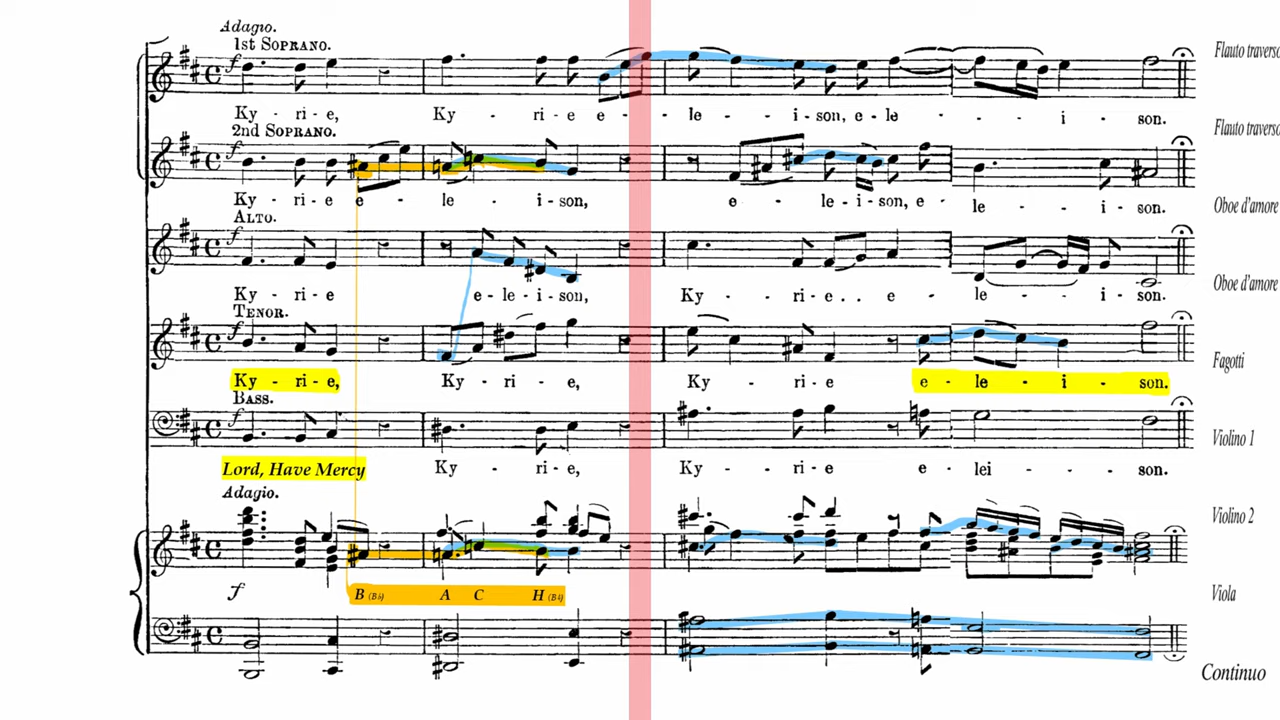 Adagio.
1st SOPRANO.
f
Flauto traverso
Ky - ri - e, Ky - ri - e e - le - i - son, e - le - i - son.
2nd SOPRANO.
f
Flauto traverso
Ky - ri - e e - le - i - son, e - le - i - son, e - le - i - son.
ALTO.
f
Oboe d'amore
Ky - ri - e e - le - i - son, Ky - ri - e . . e - le - i - son.
Oboe d'amore
TENOR.
f
Fagotti
Ky - ri - e, Ky - ri - e, Ky - ri - e e - le - i - son.
BASS.
Violino 1
Lord, Have Mercy Ky - ri - e, Ky - ri - e e - lei - son.
Adagio.
Violino 2
f
B (B♭) A C H (B♮)
Viola
Continuo